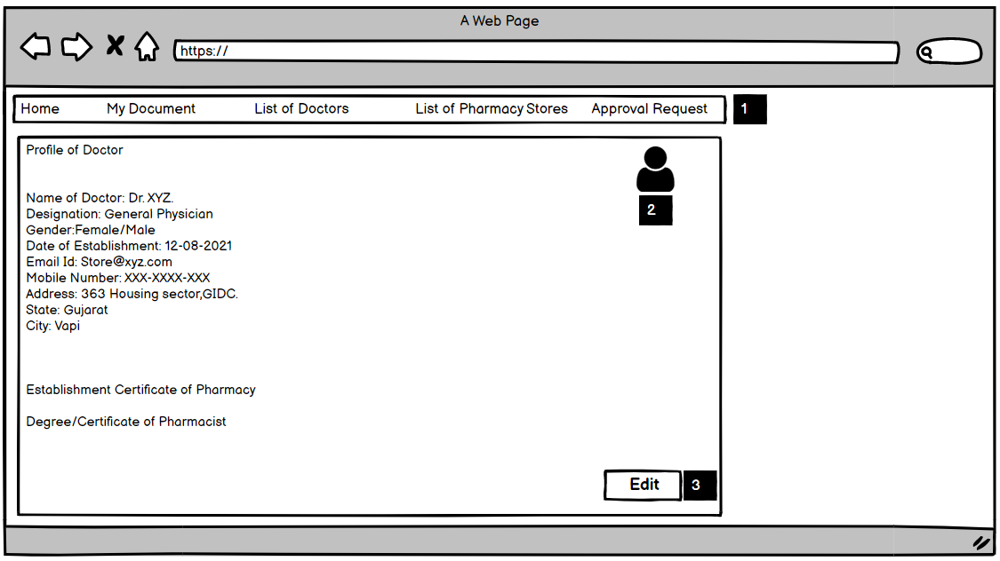 A Web Page
https://
Home My Document List of Doctors List of Pharmacy Stores Approval Request 1
Profile of Doctor
2
Name of Doctor: Dr. XYZ.
Designation: General Physician
Gender:Female/Male
Date of Establishment: 12-08-2021
Email Id: Store@xyz.com
Mobile Number: XXX-XXXX-XXX
Address: 363 Housing sector,GIDC.
State: Gujarat
City: Vapi
Establishment Certificate of Pharmacy
Degree/Certificate of Pharmacist
Edit 3